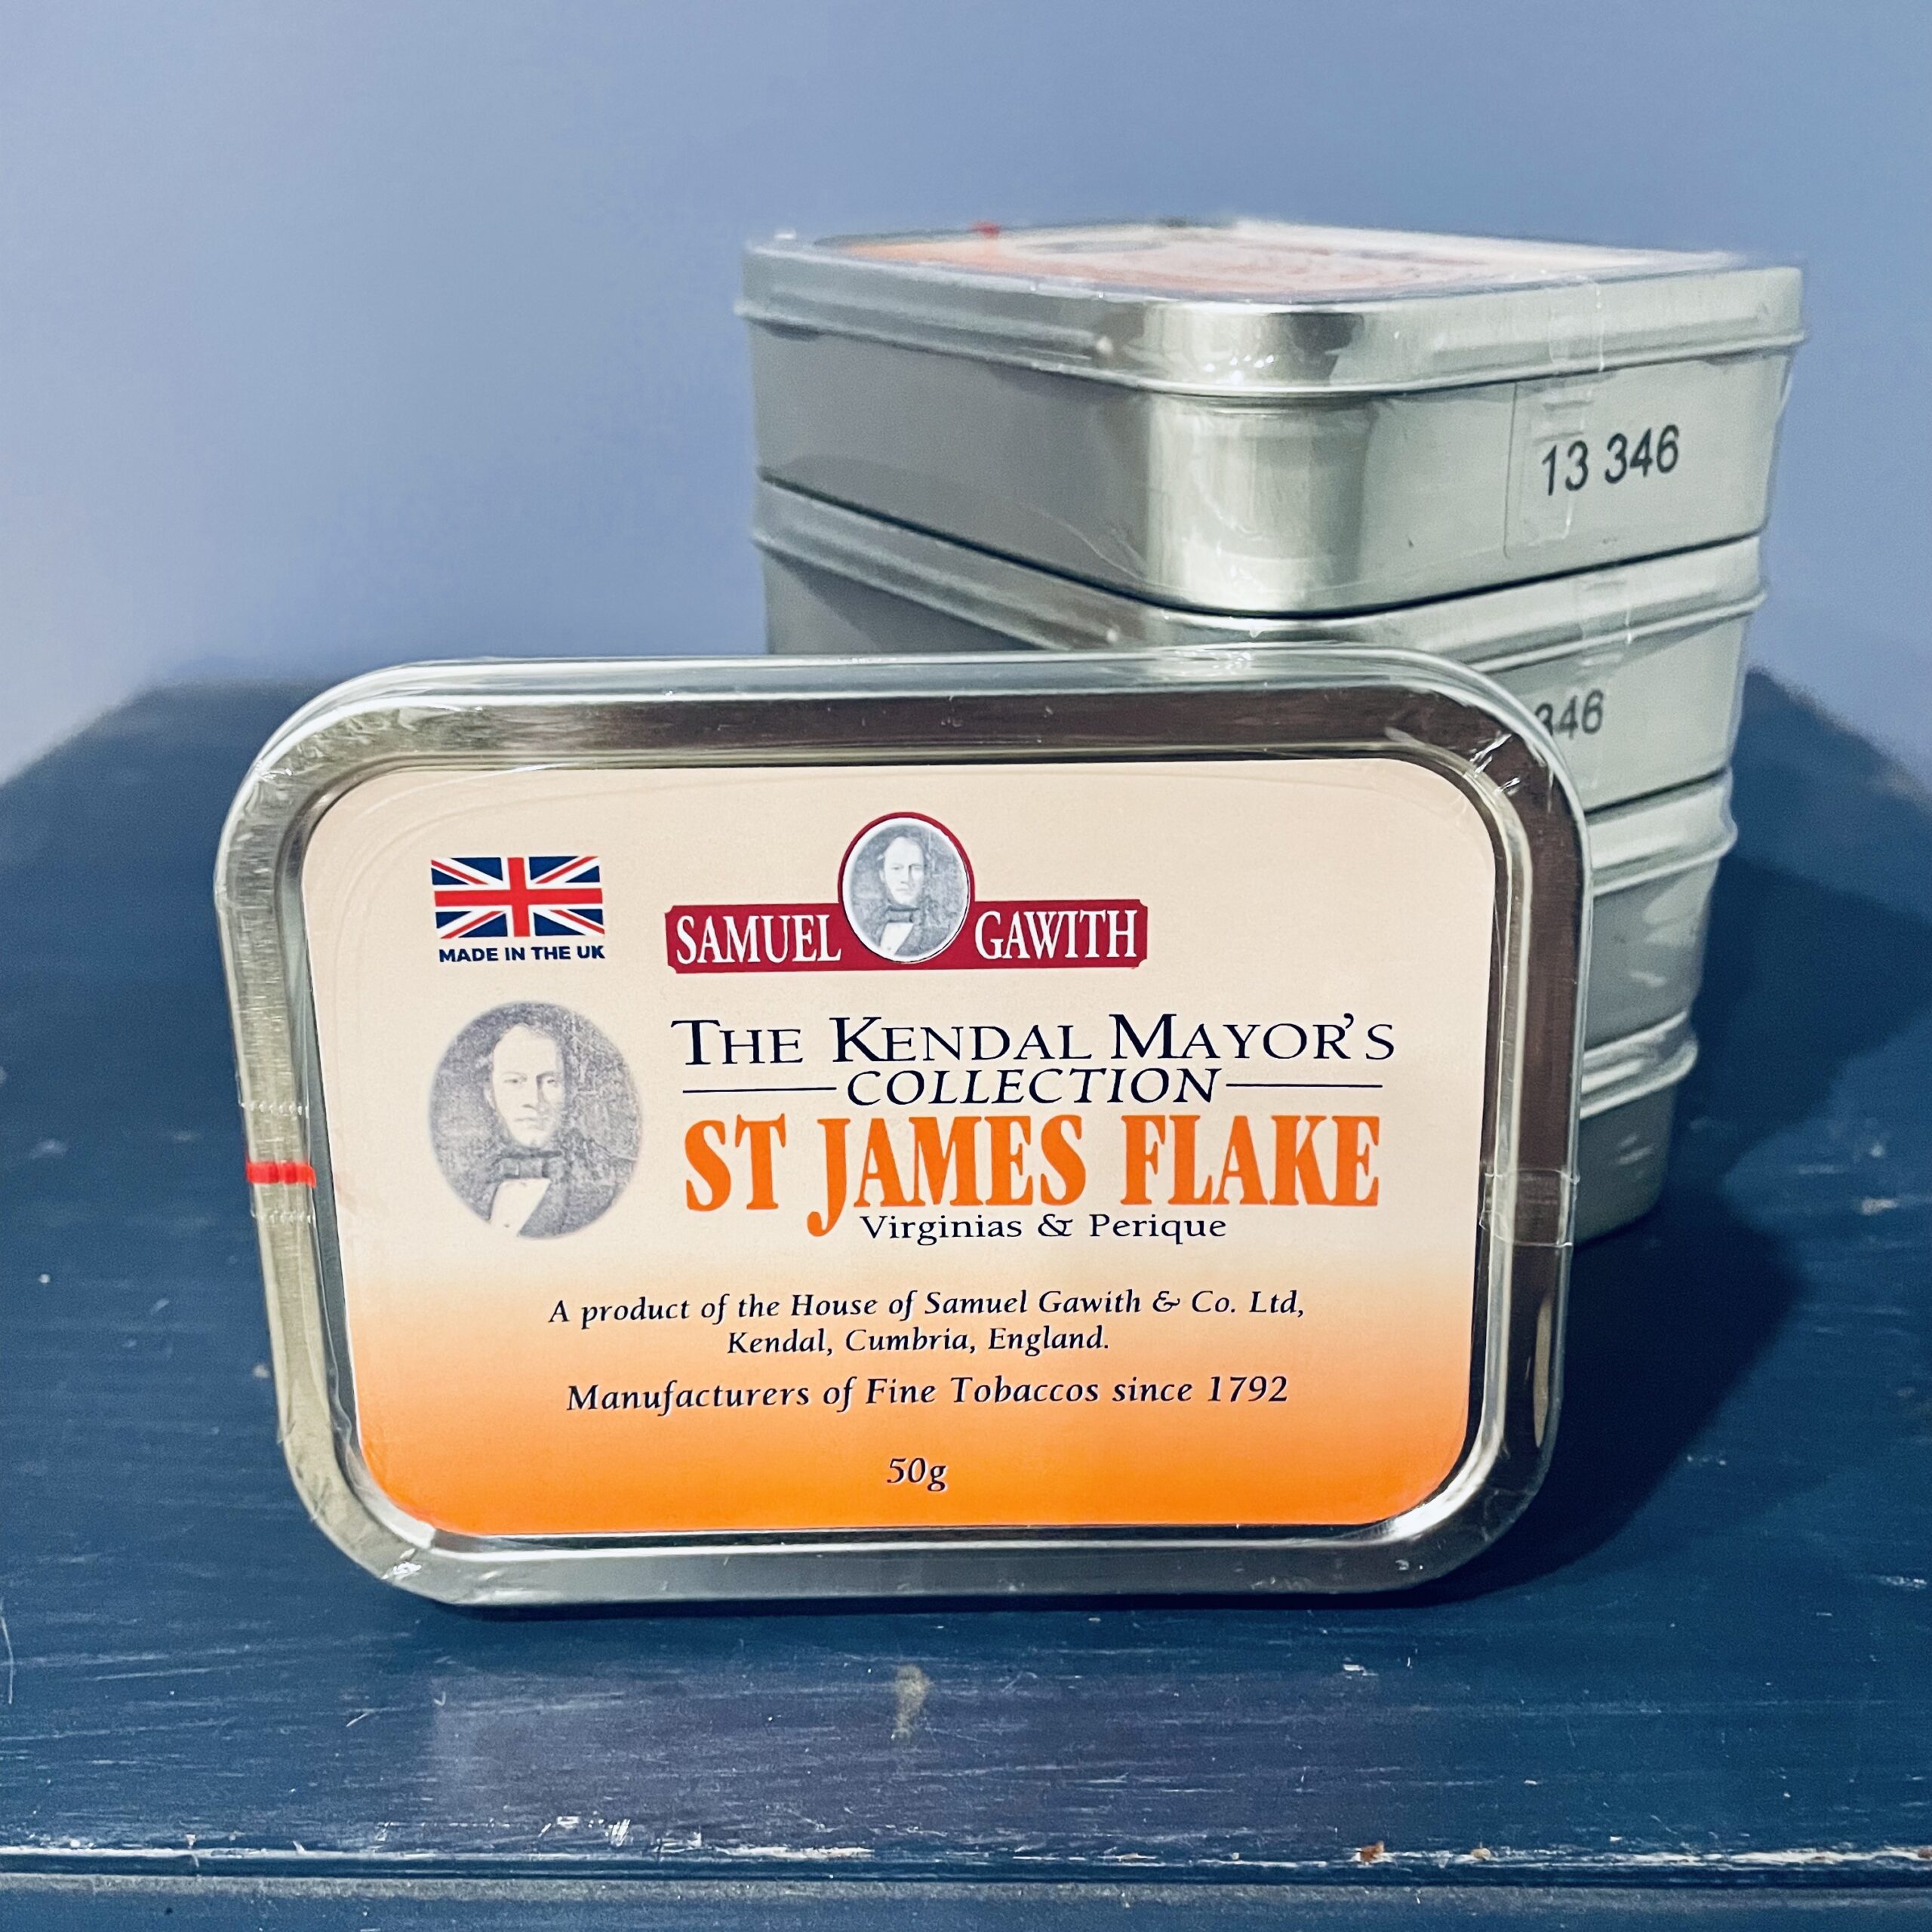 13 346
346
MADE IN THE UK
SAMUEL GAWITH
THE KENDAL MAYOR'S
COLLECTION
ST JAMES FLAKE
Virginias & Perique
A product of the House of Samuel Gawith & Co. Ltd,
Kendal, Cumbria, England.
Manufacturers of Fine Tobaccos since 1792
50g